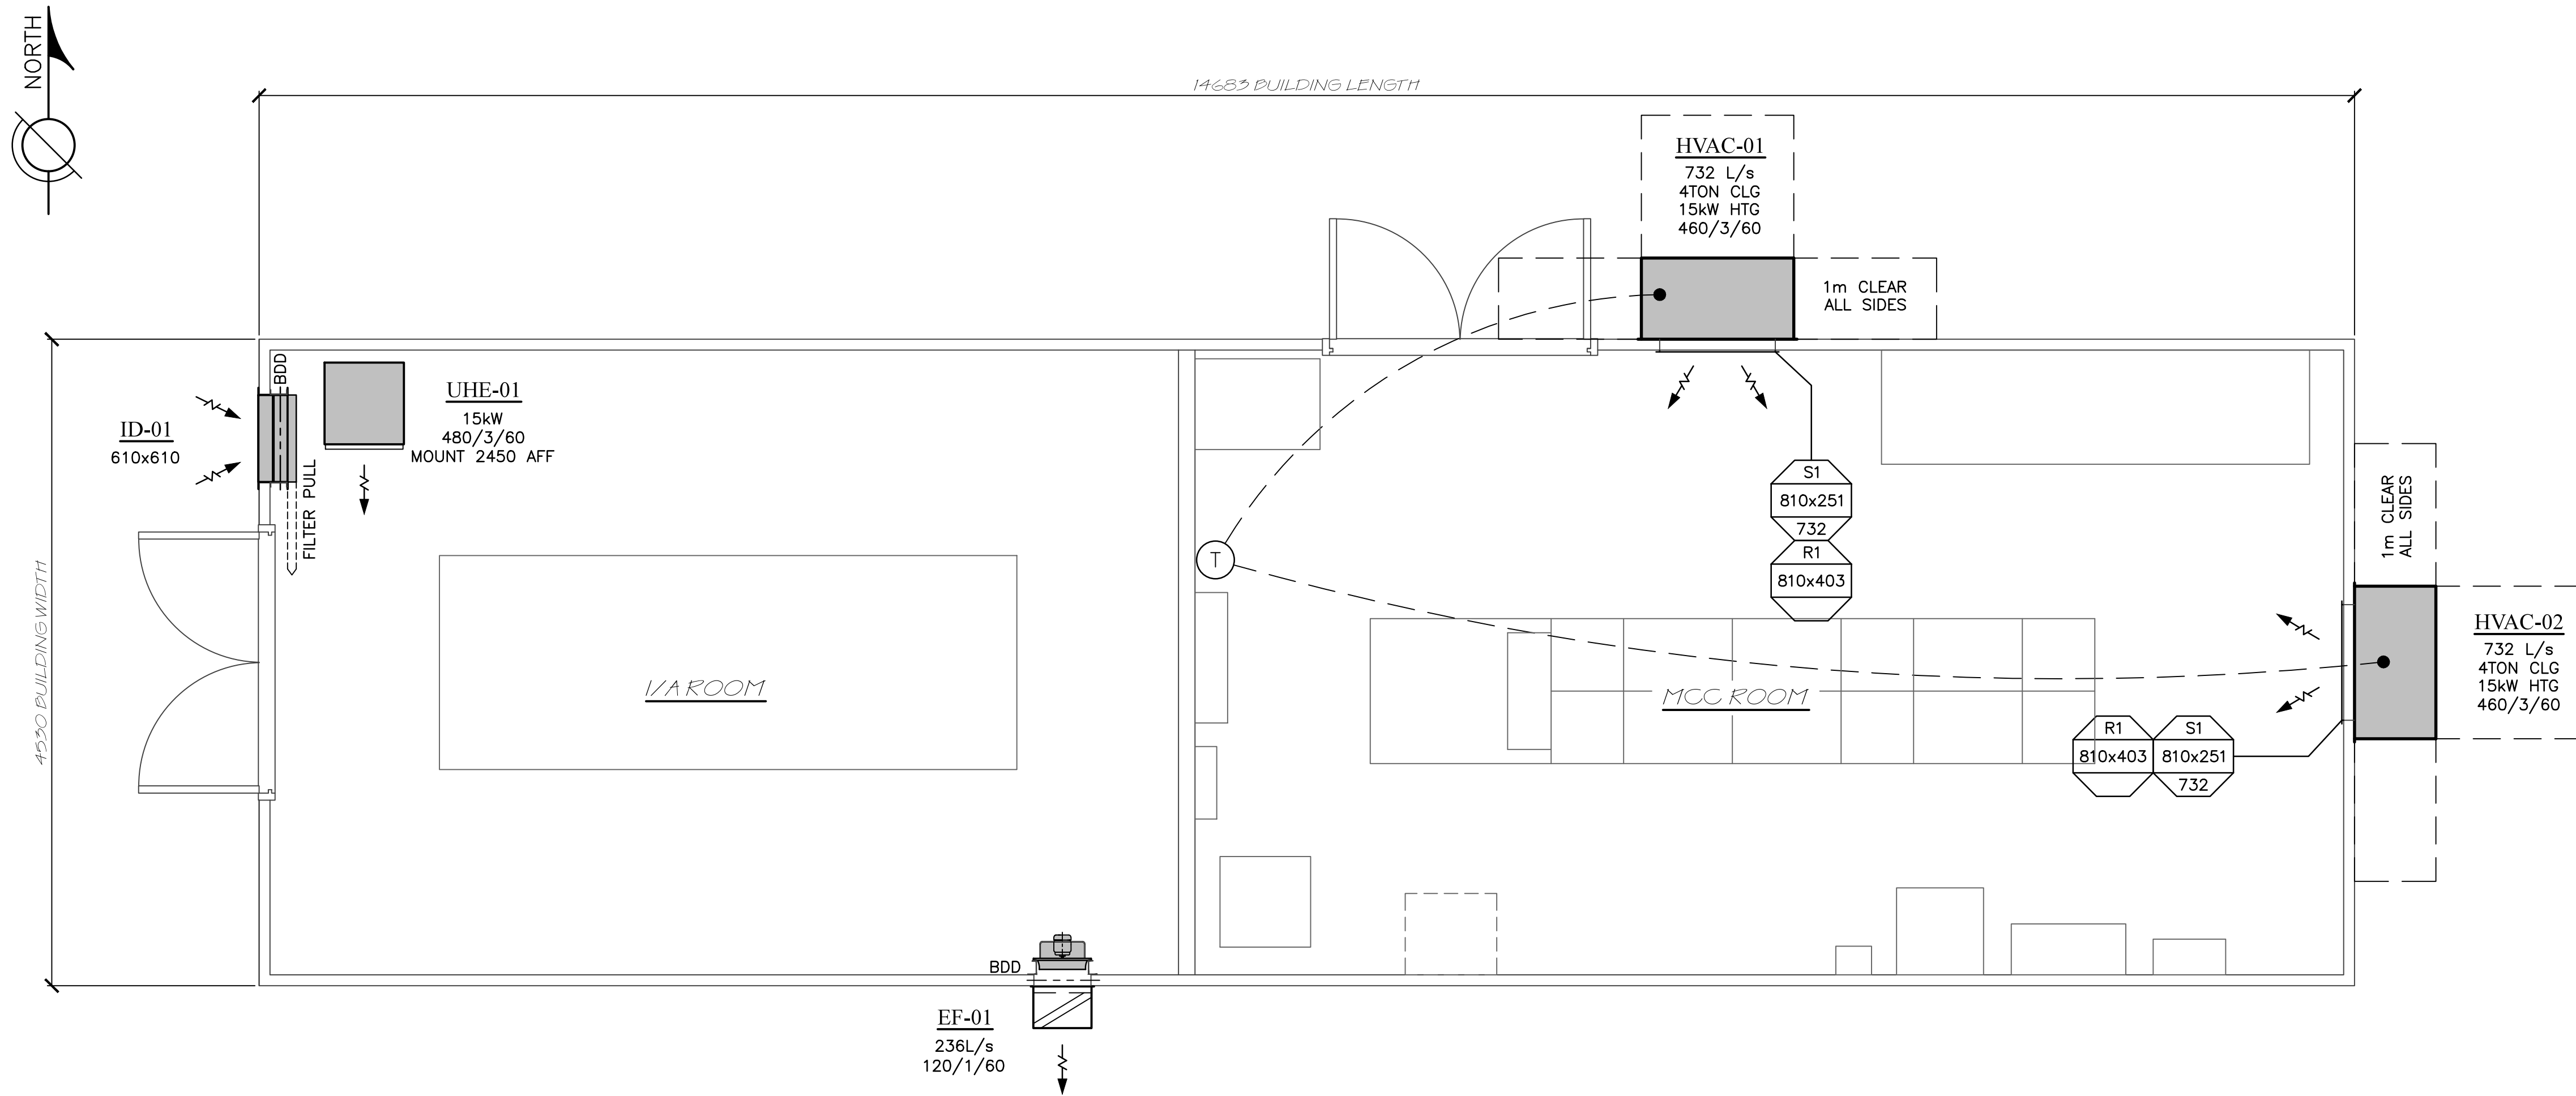 NORTH
14683 BUILDING LENGTH
HVAC-01
732 L/s
4TON CLG
15kW HTG
460/3/60
1m CLEAR
ALL SIDES
BDD
UHE-01
15kW
480/3/60
MOUNT 2450 AFF
ID-01
610x610
FILTER PULL
S1
810x251
732
R1
810x403
T
1m CLEAR
ALL SIDES
4530 BUILDING WIDTH
I/A ROOM
MCC ROOM
HVAC-02
732 L/s
4TON CLG
15kW HTG
460/3/60
R1
810x403
S1
810x251
732
BDD
EF-01
236L/s
120/1/60